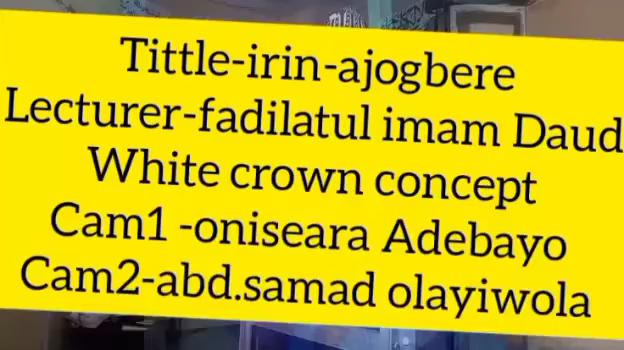 Tittle-irin-ajogbere
Lecturer-fadilatul imam Daud
White crown concept
Cam1 -oniseara Adebayo
Cam2-abd.samad olayiwola